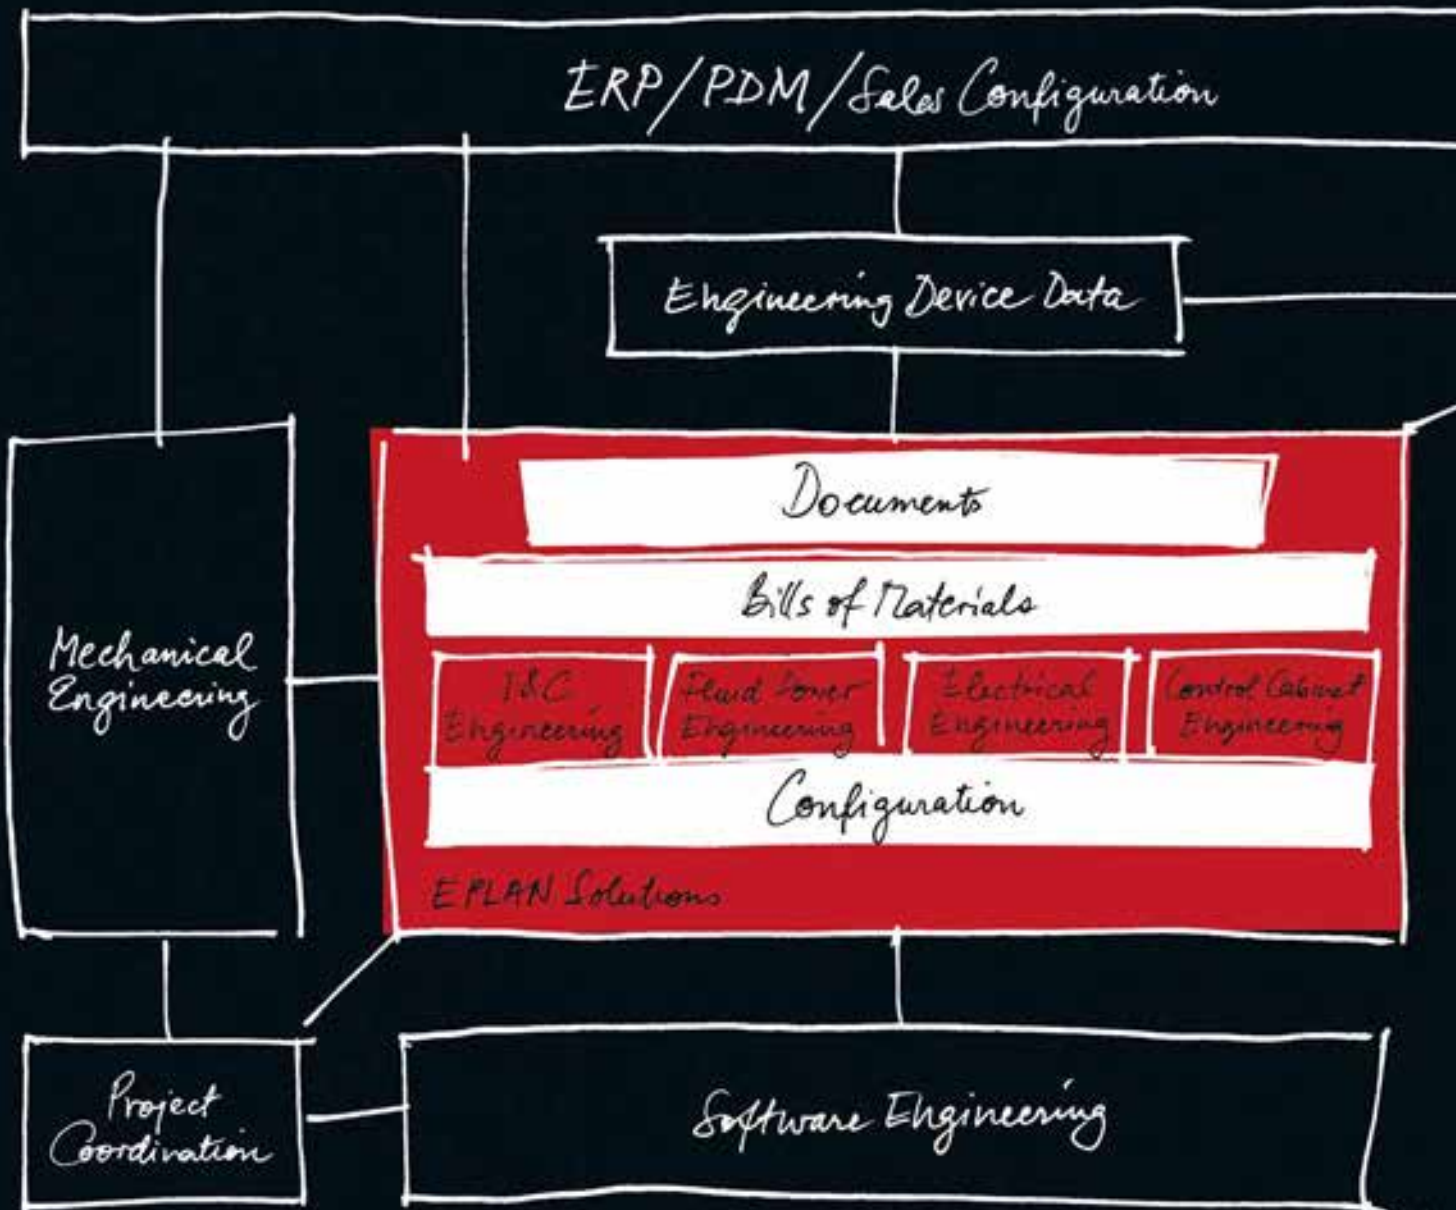 ERP/PDM/Sales Configuration
Engineering Device Data
Documents
Bills of Materials
Mechanical
Engineering
I&C
Engineering
Fluid Power
Engineering
Electrical
Engineering
Control Cabinet
Engineering
Configuration
EPLAN Solutions
Project
Coordination
Software Engineering